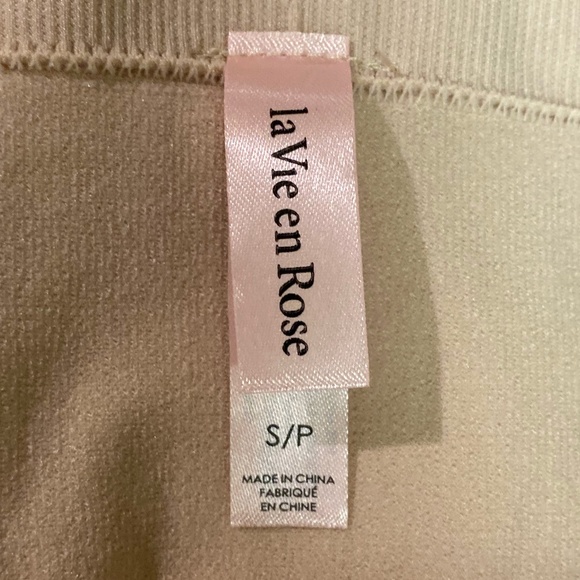 la Vie en Rose
S/P
MADE IN CHINA
FABRIQUÉ
EN CHINE